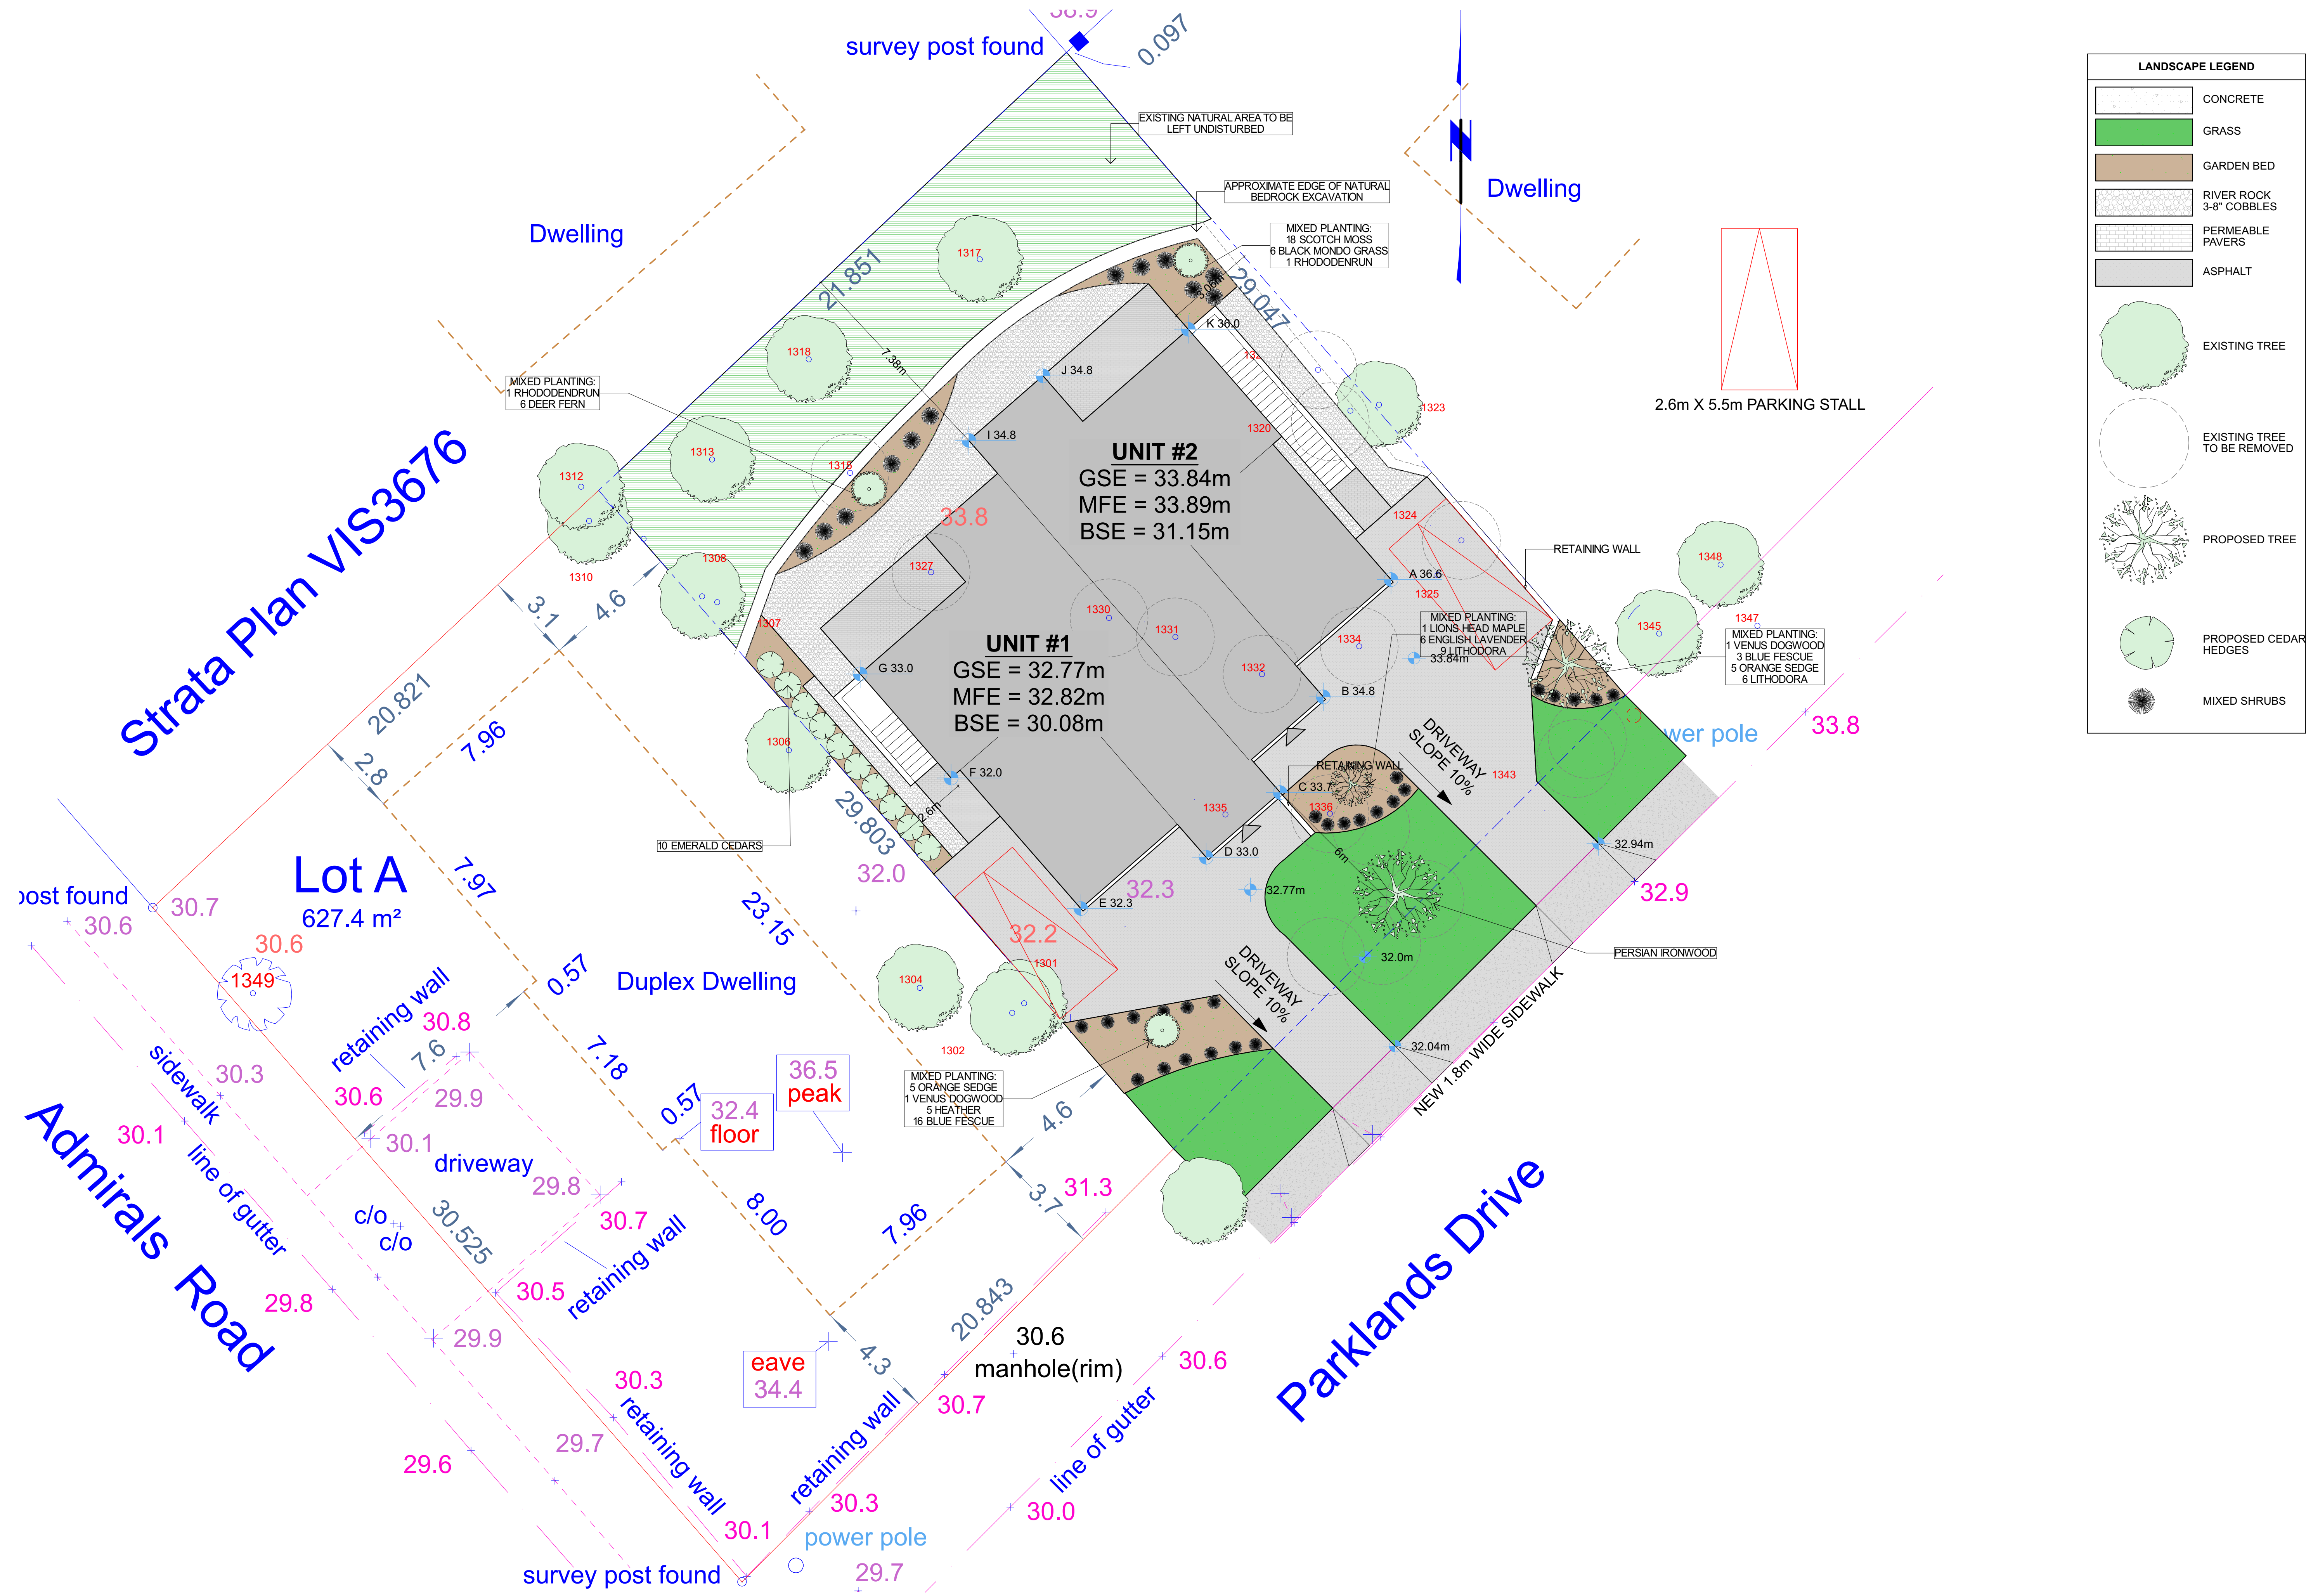 38.9
survey post found
0.097
EXISTING NATURAL AREA TO BE
LEFT UNDISTURBED
APPROXIMATE EDGE OF NATURAL
BEDROCK EXCAVATION
MIXED PLANTING:
18 SCOTCH MOSS
6 BLACK MONDO GRASS
1 RHODODENRUN
Dwelling
Dwelling
N
LANDSCAPE LEGEND
CONCRETE
GRASS
GARDEN BED
RIVER ROCK
3-8" COBBLES
PERMEABLE
PAVERS
ASPHALT
EXISTING TREE
EXISTING TREE
TO BE REMOVED
PROPOSED TREE
PROPOSED CEDAR
HEDGES
MIXED SHRUBS
2.6m X 5.5m PARKING STALL
1317
21.851
29.047
3.06m
K 36.0
1318
7.38m
J 34.8
MIXED PLANTING:
1 RHODODENDRUN
6 DEER FERN
1323
1320
I 34.8
1313
1315
1312
UNIT #2
GSE = 33.84m
MFE = 33.89m
BSE = 31.15m
33.8
1324
RETAINING WALL
1348
1308
1310
1327
A 36.6
1325
Strata Plan VIS3676
3.1
4.6
1307
1330
1331
1334
1332
MIXED PLANTING:
1 LIONS HEAD MAPLE
6 ENGLISH LAVENDER
9 LITHODORA
33.84m
1345
1347
MIXED PLANTING:
1 VENUS DOGWOOD
3 BLUE FESCUE
5 ORANGE SEDGE
6 LITHODORA
UNIT #1
GSE = 32.77m
MFE = 32.82m
BSE = 30.08m
G 33.0
B 34.8
20.821
7.96
2.8
1306
F 32.0
2.6m
29.803
DRIVEWAY
SLOPE 10%
1343
wer pole
33.8
RETAINING WALL
C 33.7
1335
1336
6m
32.94m
10 EMERALD CEDARS
D 33.0
32.77m
E 32.3
32.3
32.0
32.9
Lot A
627.4 m²
post found
30.6
30.7
30.6
1349
7.97
23.15
0.57
Duplex Dwelling
32.2
1301
1304
1302
DRIVEWAY
SLOPE 10%
32.0m
PERSIAN IRONWOOD
32.04m
NEW 1.8m WIDE SIDEWALK
MIXED PLANTING:
5 ORANGE SEDGE
1 VENUS DOGWOOD
5 HEATHER
16 BLUE FESCUE
retaining wall
30.8
7.6
sidewalk
30.3
30.6
29.9
7.18
0.57
36.5
peak
32.4
floor
4.6
30.1
line of gutter
30.1
driveway
29.8
30.7
3.7
31.3
c/o
c/o
30.525
8.00
7.96
retaining wall
Admirals Road
29.8
30.5
29.9
20.843
eave
34.4
4.3
30.6
manhole(rim)
30.6
Parklands Drive
30.3
retaining wall
29.7
29.6
30.7
retaining wall
line of gutter
30.3
30.0
30.1
power pole
survey post found
29.7